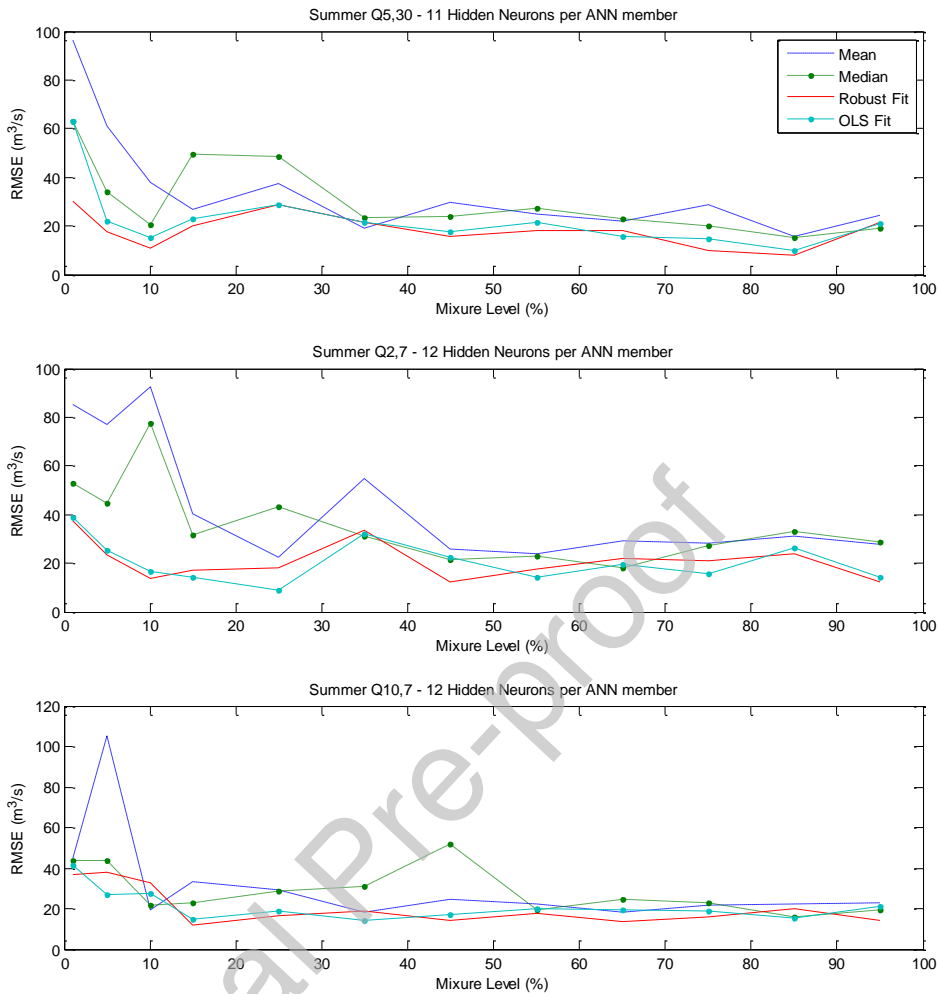 Summer Q5,30 - 11 Hidden Neurons per ANN member
100
80
60
40
20
0
RMSE (m³/s)
Mean
Median
Robust Fit
OLS Fit
0 10 20 30 40 50 60 70 80 90 100
Mixure Level (%)
Summer Q2,7 - 12 Hidden Neurons per ANN member
100
80
60
40
20
0
RMSE (m³/s)
0 10 20 30 40 50 60 70 80 90 100
Mixure Level (%)
Summer Q10,7 - 12 Hidden Neurons per ANN member
120
100
80
60
40
20
0
RMSE (m³/s)
0 10 20 30 40 50 60 70 80 90 100
Mixure Level (%)
al Pre-proof